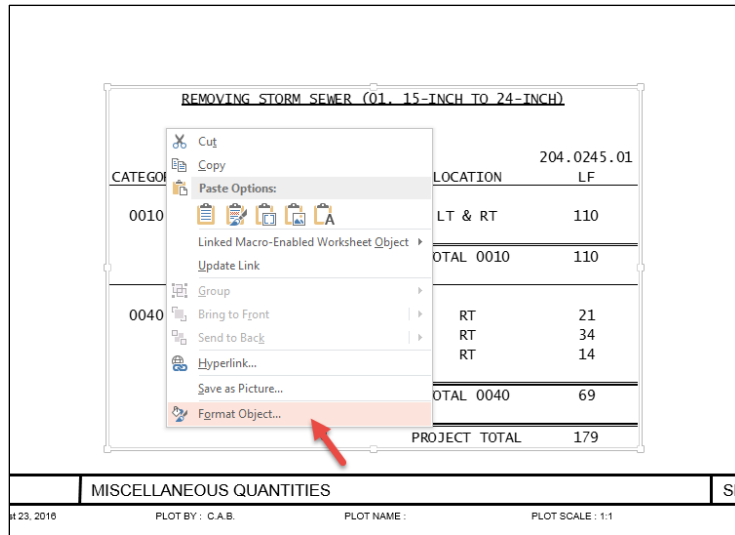 REMOVING STORM SEWER (01. 15-INCH TO 24-INCH)
204.0245.01
CATEGOR LOCATION LF
0010 LT & RT 110
OTAL 0010 110
0040 RT 21
RT 34
RT 14
OTAL 0040 69
PROJECT TOTAL 179
Cut
Copy
Paste Options:
Linked Macro-Enabled Worksheet Object
Update Link
Group
Bring to Front
Send to Back
Hyperlink...
Save as Picture...
Format Object...
MISCELLANEOUS QUANTITIES
st 23, 2016 PLOT BY : C.A.B. PLOT NAME : PLOT SCALE : 1:1